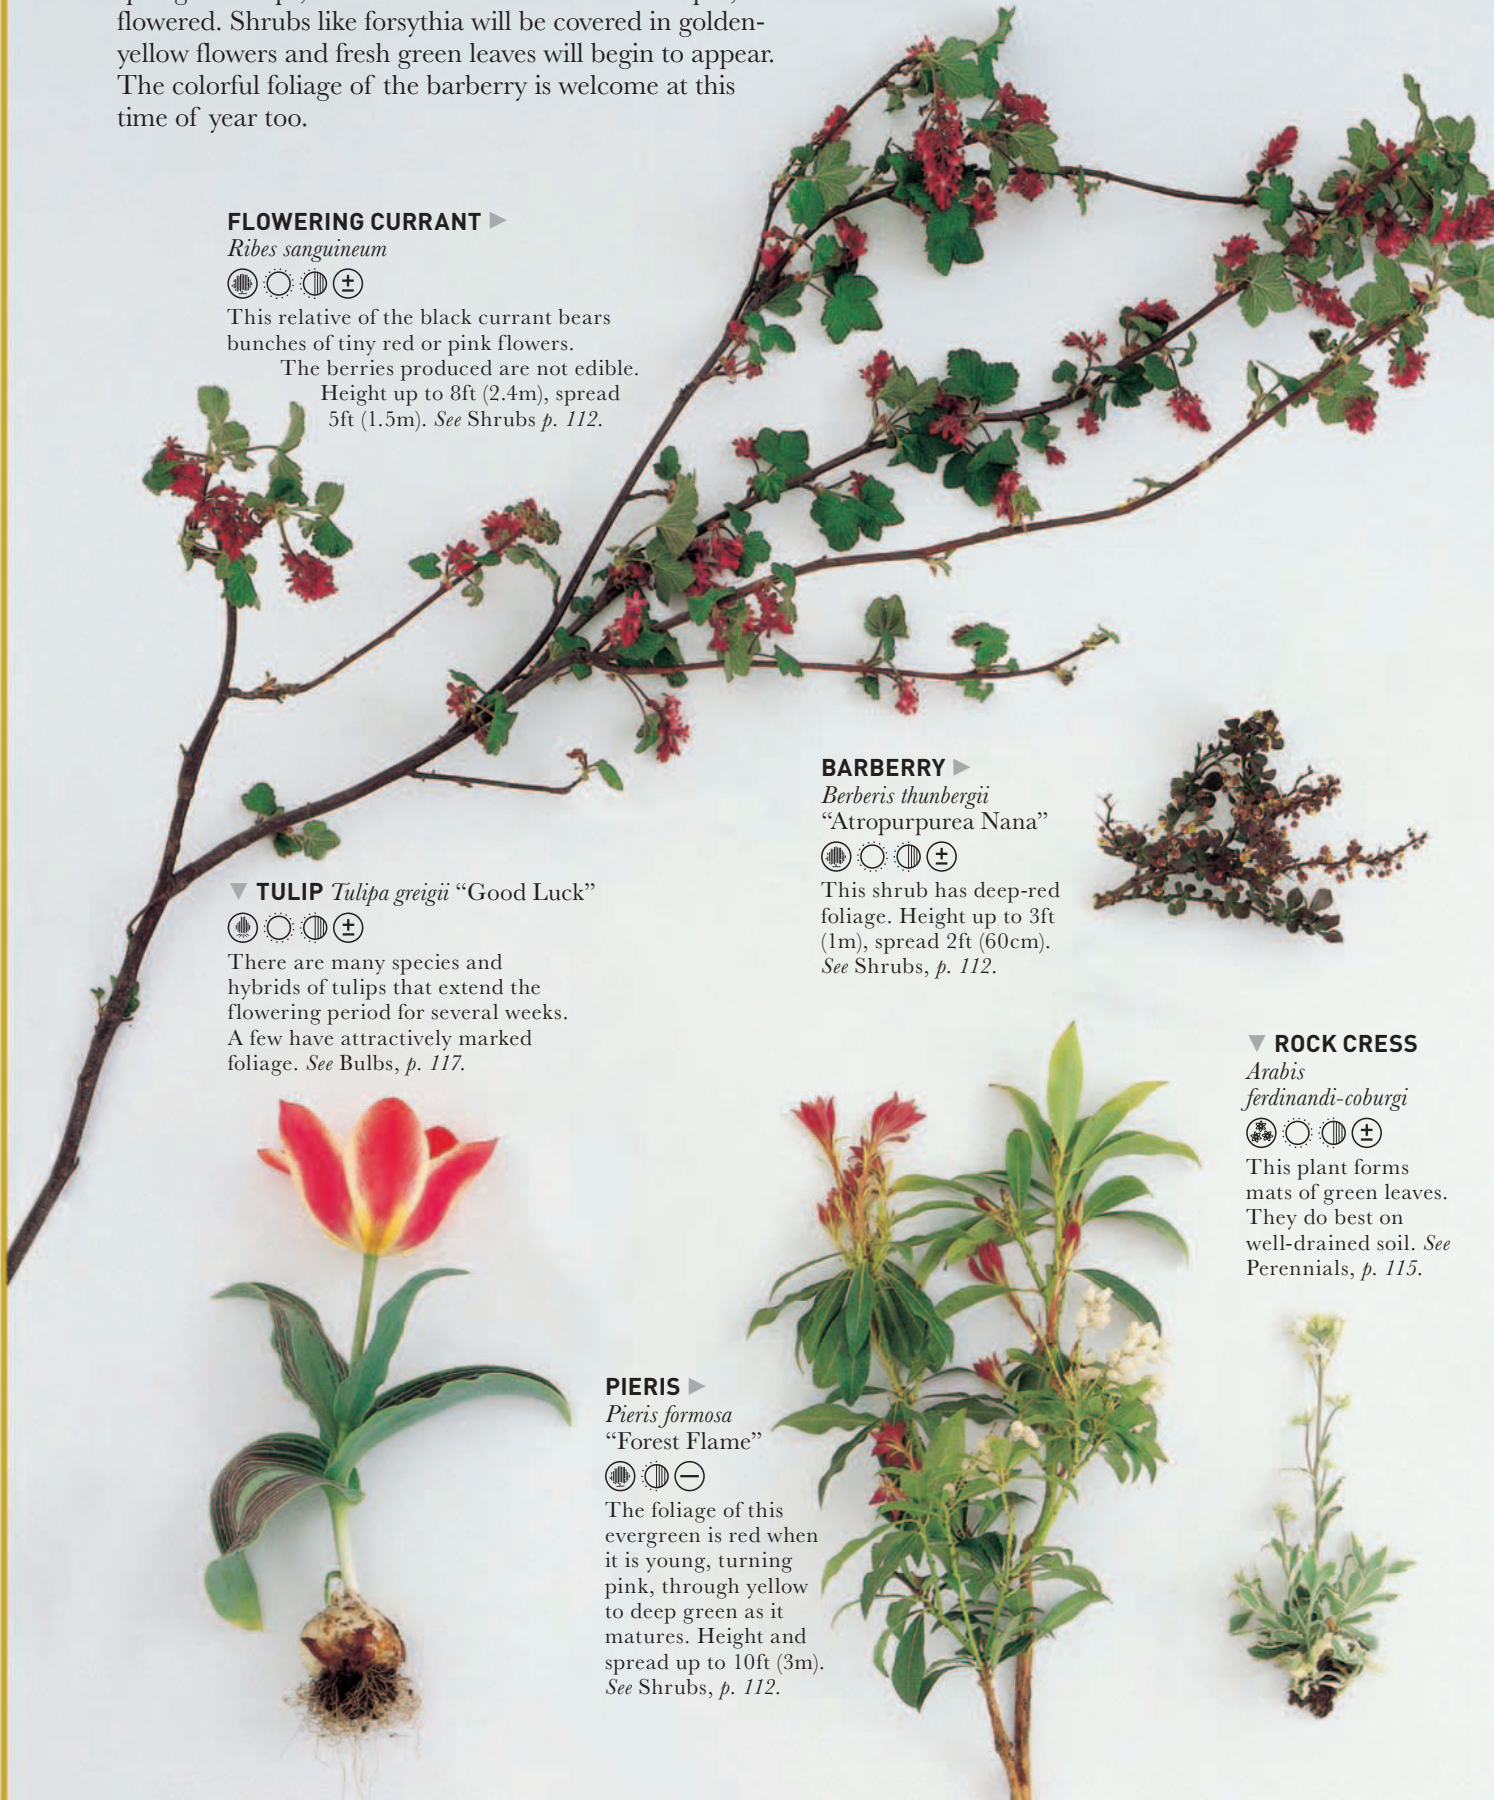 flowered. Shrubs like forsythia will be covered in golden-
yellow flowers and fresh green leaves will begin to appear.
The colorful foliage of the barberry is welcome at this
time of year too.
FLOWERING CURRANT
Ribes sanguineum
This relative of the black currant bears
bunches of tiny red or pink flowers.
The berries produced are not edible.
Height up to 8ft (2.4m), spread
5ft (1.5m). See Shrubs p. 112.
BARBERRY
Berberis thunbergii
“Atropurpurea Nana”
This shrub has deep-red
foliage. Height up to 3ft
(1m), spread 2ft (60cm).
See Shrubs, p. 112.
TULIP Tulipa greigii “Good Luck”
There are many species and
hybrids of tulips that extend the
flowering period for several weeks.
A few have attractively marked
foliage. See Bulbs, p. 117.
ROCK CRESS
Arabis
ferdinandi-coburgi
This plant forms
mats of green leaves.
They do best on
well-drained soil. See
Perennials, p. 115.
PIERIS
Pieris formosa
“Forest Flame”
The foliage of this
evergreen is red when
it is young, turning
pink, through yellow
to deep green as it
matures. Height and
spread up to 10ft (3m).
See Shrubs, p. 112.